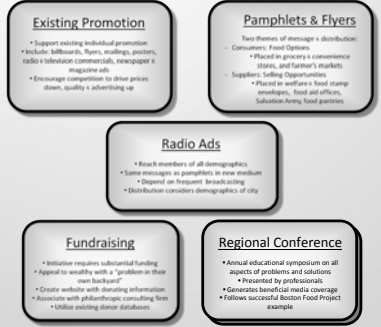 Existing Promotion
• Support existing individual promotion
• Include: billboards, flyers, mailings, posters,
radio & television commercials, newspaper &
magazine ads
• Encourage competition to drive prices
down, quality & advertising up
Pamphlets & Flyers
Two themes of message & distribution:
- Consumers: Food Options
• Placed in grocery & convenience
stores, and farmer's markets
- Suppliers: Selling Opportunities
• Placed in welfare & food stamp
envelopes, food aid offices,
Salvation Army, food pantries
Radio Ads
• Reach members of all demographics
• Same messages as pamphlets in new medium
• Depend on frequent broadcasting
• Distribution considers demographics of city
Fundraising
• Initiative requires substantial funding
• Appeal to wealthy with a "problem in their
own backyard"
• Create website with donating information
• Associate with philanthropic consulting firm
• Utilize existing donor databases
Regional Conference
• Annual educational symposium on all
aspects of problems and solutions
• Presented by professionals
• Generates beneficial media coverage
• Follows successful Boston Food Project
example